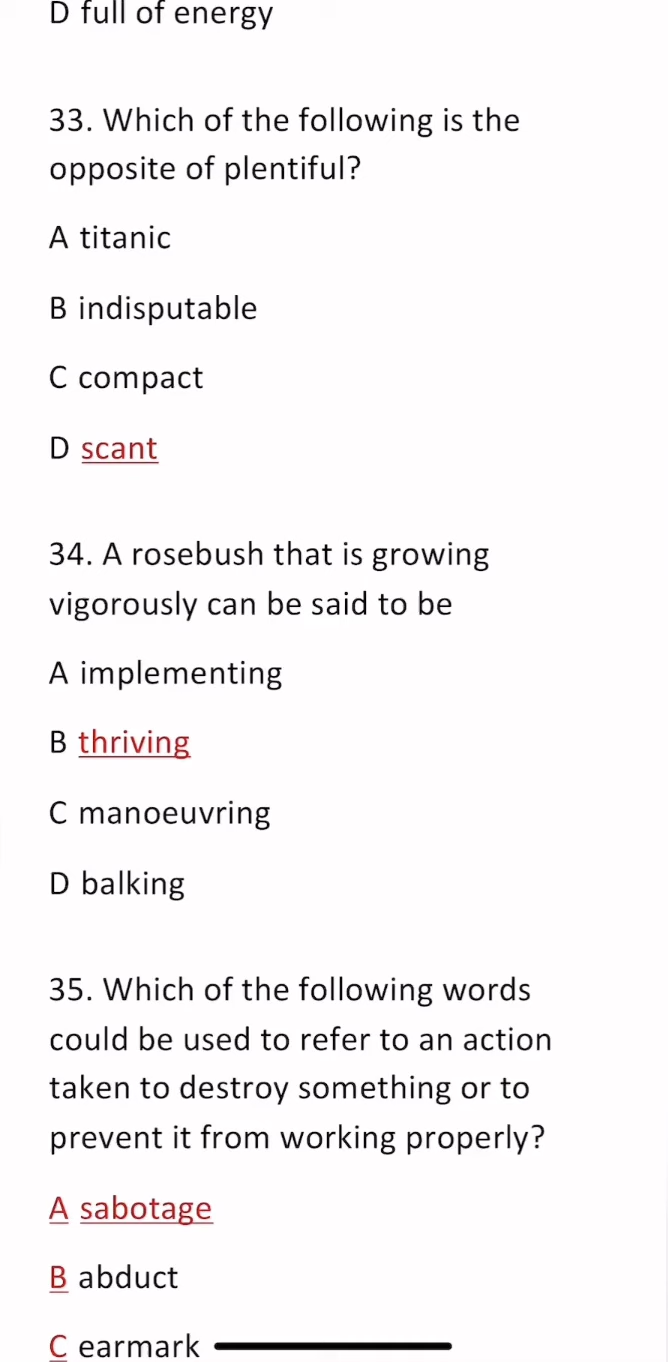 D full of energy
33. Which of the following is the
opposite of plentiful?
A titanic
B indisputable
C compact
D scant
34. A rosebush that is growing
vigorously can be said to be
A implementing
B thriving
C manoeuvring
D balking
35. Which of the following words
could be used to refer to an action
taken to destroy something or to
prevent it from working properly?
A sabotage
B abduct
C earmark